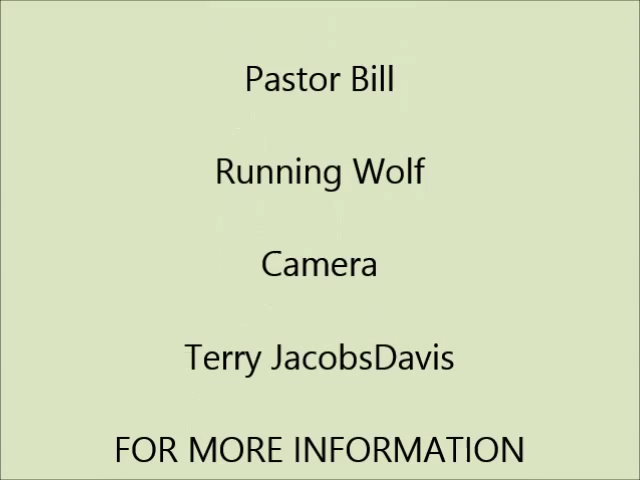 Pastor Bill
Running Wolf
Camera
Terry JacobsDavis
FOR MORE INFORMATION